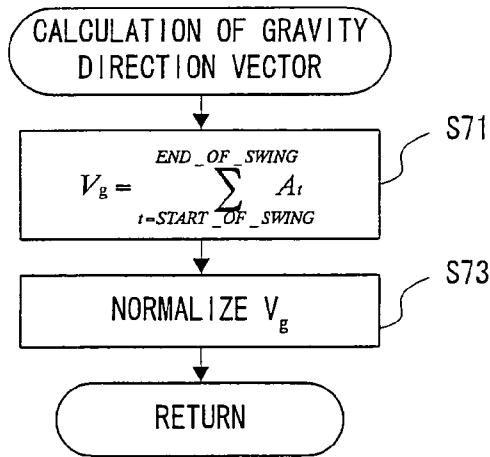 CALCULATION OF GRAVITY
DIRECTION VECTOR
S71
END_OF_SWING
V_g = ∑ A_t
t=START_OF_SWING
S73
NORMALIZE V_g
RETURN